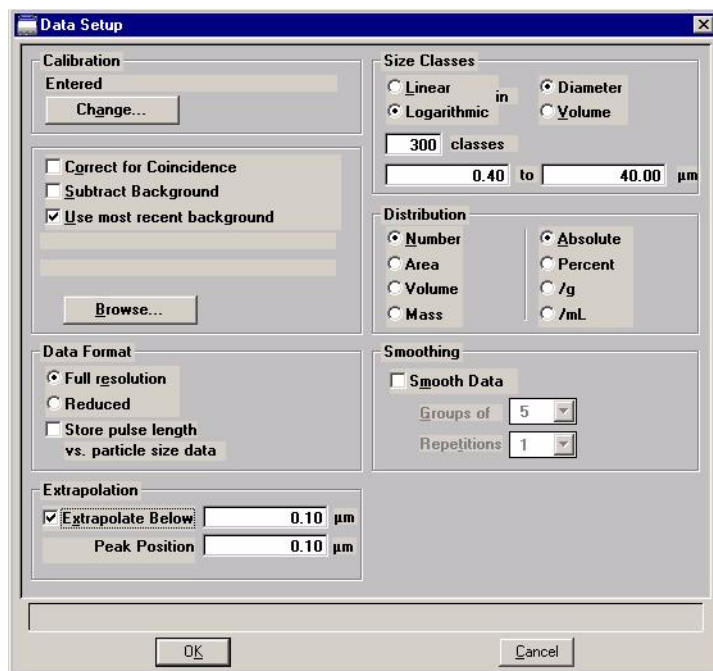 Data Setup
Calibration
Entered
Change...
Correct for Coincidence
Subtract Background
Use most recent background
Browse...
Data Format
Full resolution
Reduced
Store pulse length
vs. particle size data
Extrapolation
Extrapolate Below 0.10 µm
Peak Position 0.10 µm
Size Classes
Linear in Diameter
Logarithmic Volume
300 classes
0.40 to 40.00 µm
Distribution
Number Absolute
Area Percent
Volume /g
Mass /mL
Smoothing
Smooth Data
Groups of 5
Repetitions 1
OK Cancel